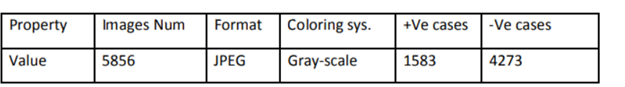 Property Images Num Format Coloring sys. +Ve cases -Ve cases
Value 5856 JPEG Gray-scale 1583 4273